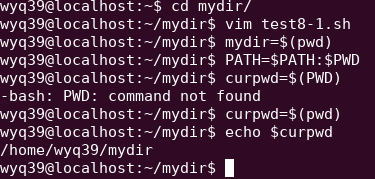 wyq39@localhost:~$ cd mydir/
wyq39@localhost:~/mydir$ vim test8-1.sh
wyq39@localhost:~/mydir$ mydir=$(pwd)
wyq39@localhost:~/mydir$ PATH=$PATH:$PWD
wyq39@localhost:~/mydir$ curpwd=$(PWD)
-bash: PWD: command not found
wyq39@localhost:~/mydir$ curpwd=$(pwd)
wyq39@localhost:~/mydir$ echo $curpwd
/home/wyq39/mydir
wyq39@localhost:~/mydir$